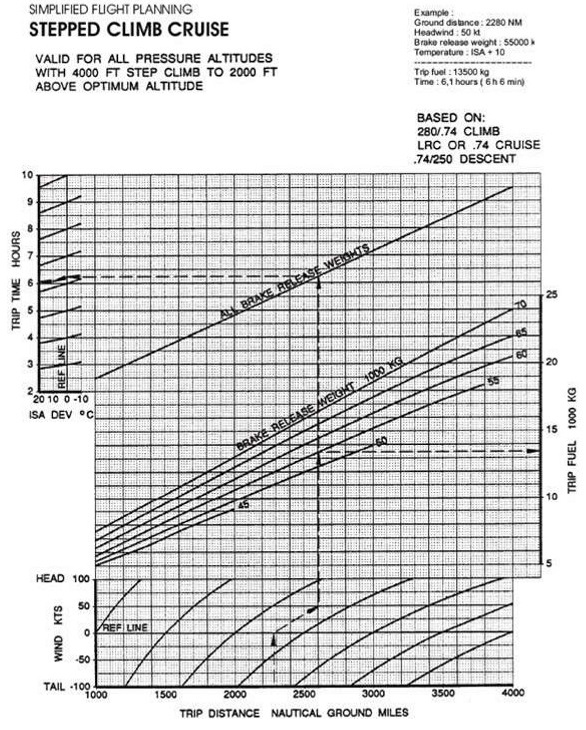 SIMPLIFIED FLIGHT PLANNING
STEPPED CLIMB CRUISE
VALID FOR ALL PRESSURE ALTITUDES
WITH 4000 FT STEP CLIMB TO 2000 FT
ABOVE OPTIMUM ALTITUDE
Example :
Ground distance : 2280 NM
Headwind : 50 kt
Brake release weight : 55000 k
Temperature : ISA + 10
Trip fuel : 13500 kg
Time : 6,1 hours ( 6 h 6 min)
BASED ON:
280/.74 CLIMB
LRC OR .74 CRUISE
.74/250 DESCENT
10
9
8
7
6
5
4
3
2
TRIP TIME HOURS
REF LINE
20 10 0 -10
ISA DEV °C
ALL BRAKE RELEASE WEIGHTS
BRAKE RELEASE WEIGHT 1000 KG
70
65
60
55
50
45
25
20
15
10
5
TRIP FUEL 1000 KG
HEAD 100
50
0
-50
TAIL -100
WIND KTS
REF LINE
1000 1500 2000 2500 3000 3500 4000
TRIP DISTANCE NAUTICAL GROUND MILES